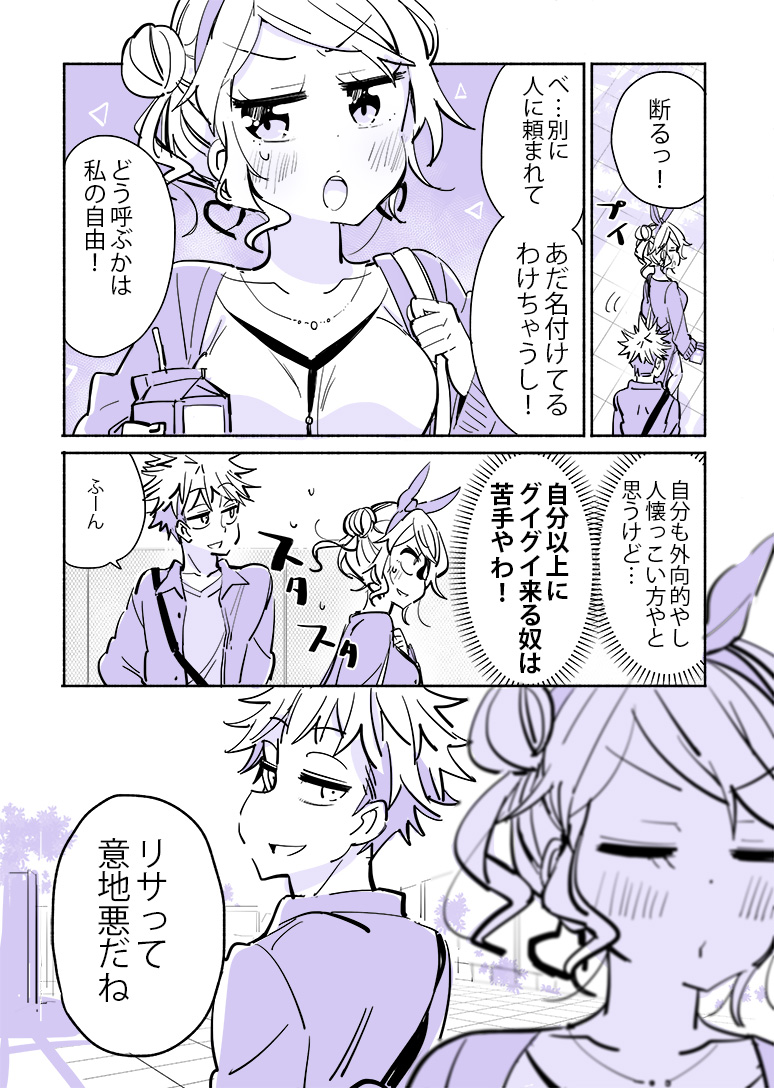 断るっ！
プイ
べ…別に
人に頼まれて
あだ名付けてる
わけちゃうし！
どう呼ぶかは
私の自由！
自分も外向的やし
人懐っこい方やと
思うけど…
自分以上に
グイグイ来る奴は
苦手やわ！
スタ
スタ
ふーん
リサって
意地悪だね